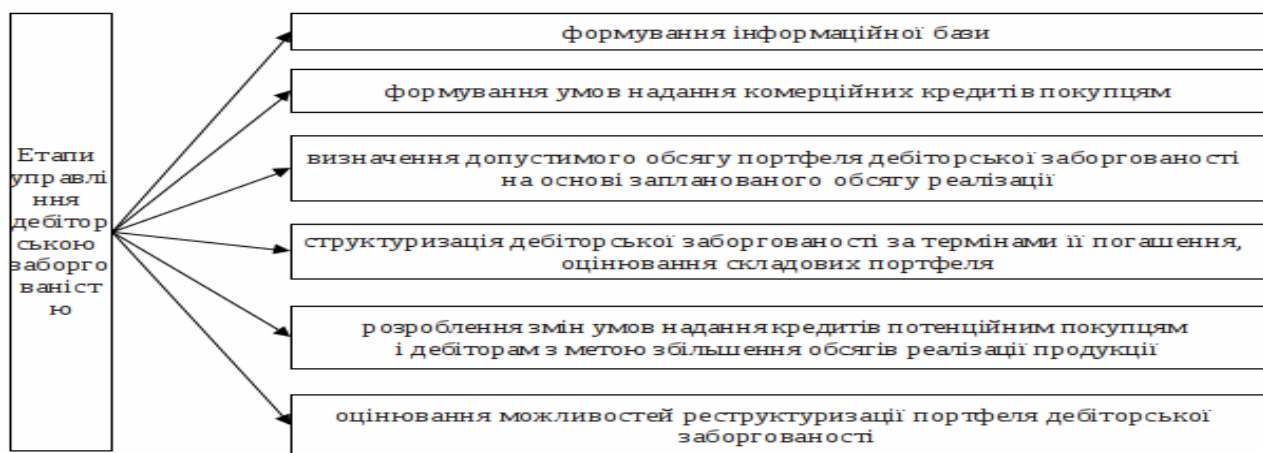 Етапи
управлі
ння
дебітор
ською
заборго
ваніст
ю
формування інформаційної бази
формування умов надання комерційних кредитів покупцям
визначення допустимого обсягу портфеля дебіторської заборгованості
на основі запланованого обсягу реалізації
структуризація дебіторської заборгованості за термінами її погашення,
оцінювання складових портфеля
розроблення змін умов надання кредитів потенційним покупцям
і дебіторам з метою збільшення обсягів реалізації продукції
оцінювання можливостей реструктуризації портфеля дебіторської
заборгованості